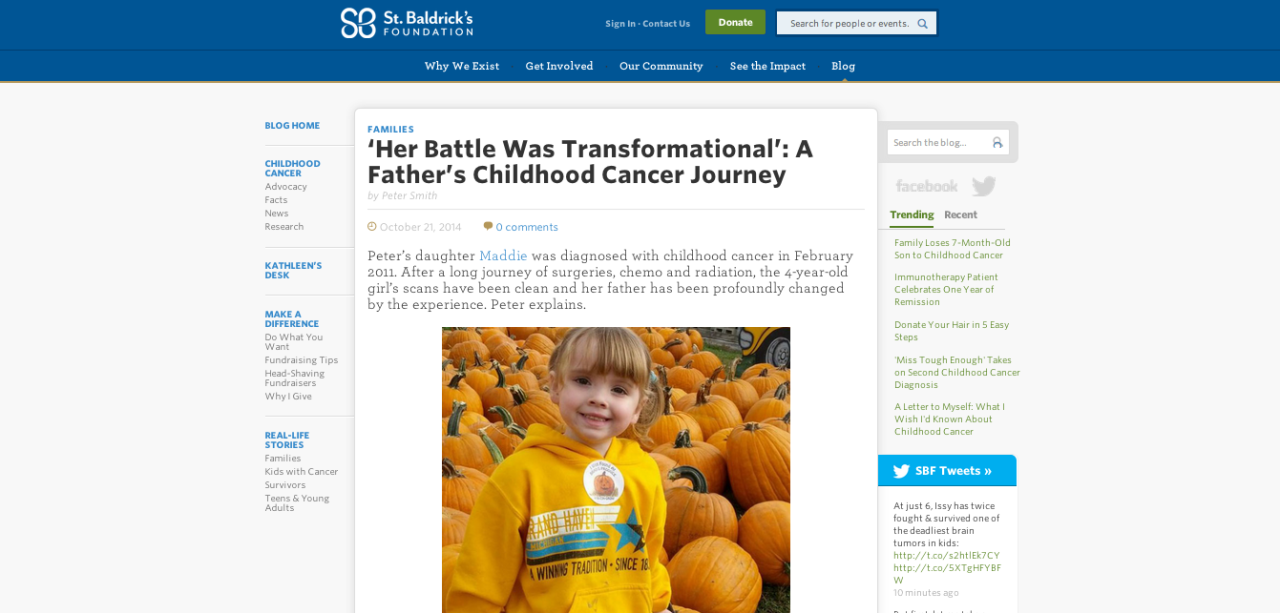 St. Baldrick's
FOUNDATION
Sign In · Contact Us
Donate
Search for people or events.
Why We Exist
Get Involved
Our Community
See the Impact
Blog
BLOG HOME
CHILDHOOD
CANCER
Advocacy
Facts
News
Research
KATHLEEN'S
DESK
MAKE A
DIFFERENCE
Do What You
Want
Fundraising Tips
Head-Shaving
Fundraisers
Why I Give
REAL-LIFE
STORIES
Families
Kids with Cancer
Survivors
Teens & Young
Adults
FAMILIES
‘Her Battle Was Transformational’: A
Father’s Childhood Cancer Journey
by Peter Smith
October 21, 2014
0 comments
Peter’s daughter Maddie was diagnosed with childhood cancer in February
2011. After a long journey of surgeries, chemo and radiation, the 4-year-old
girl’s scans have been clean and her father has been profoundly changed
by the experience. Peter explains.
GRAND HAVEN
A WINNING TRADITION - SINCE 18
Search the blog...
facebook
Trending
Recent
Family Loses 7-Month-Old
Son to Childhood Cancer
Immunotherapy Patient
Celebrates One Year of
Remission
Donate Your Hair in 5 Easy
Steps
'Miss Tough Enough' Takes
on Second Childhood Cancer
Diagnosis
A Letter to Myself: What I
Wish I'd Known About
Childhood Cancer
SBF Tweets »
At just 6, Issy has twice
fought & survived one of
the deadliest brain
tumors in kids:
http://t.co/s2htlEk7CY
http://t.co/5XTgHFYBF
W
10 minutes ago